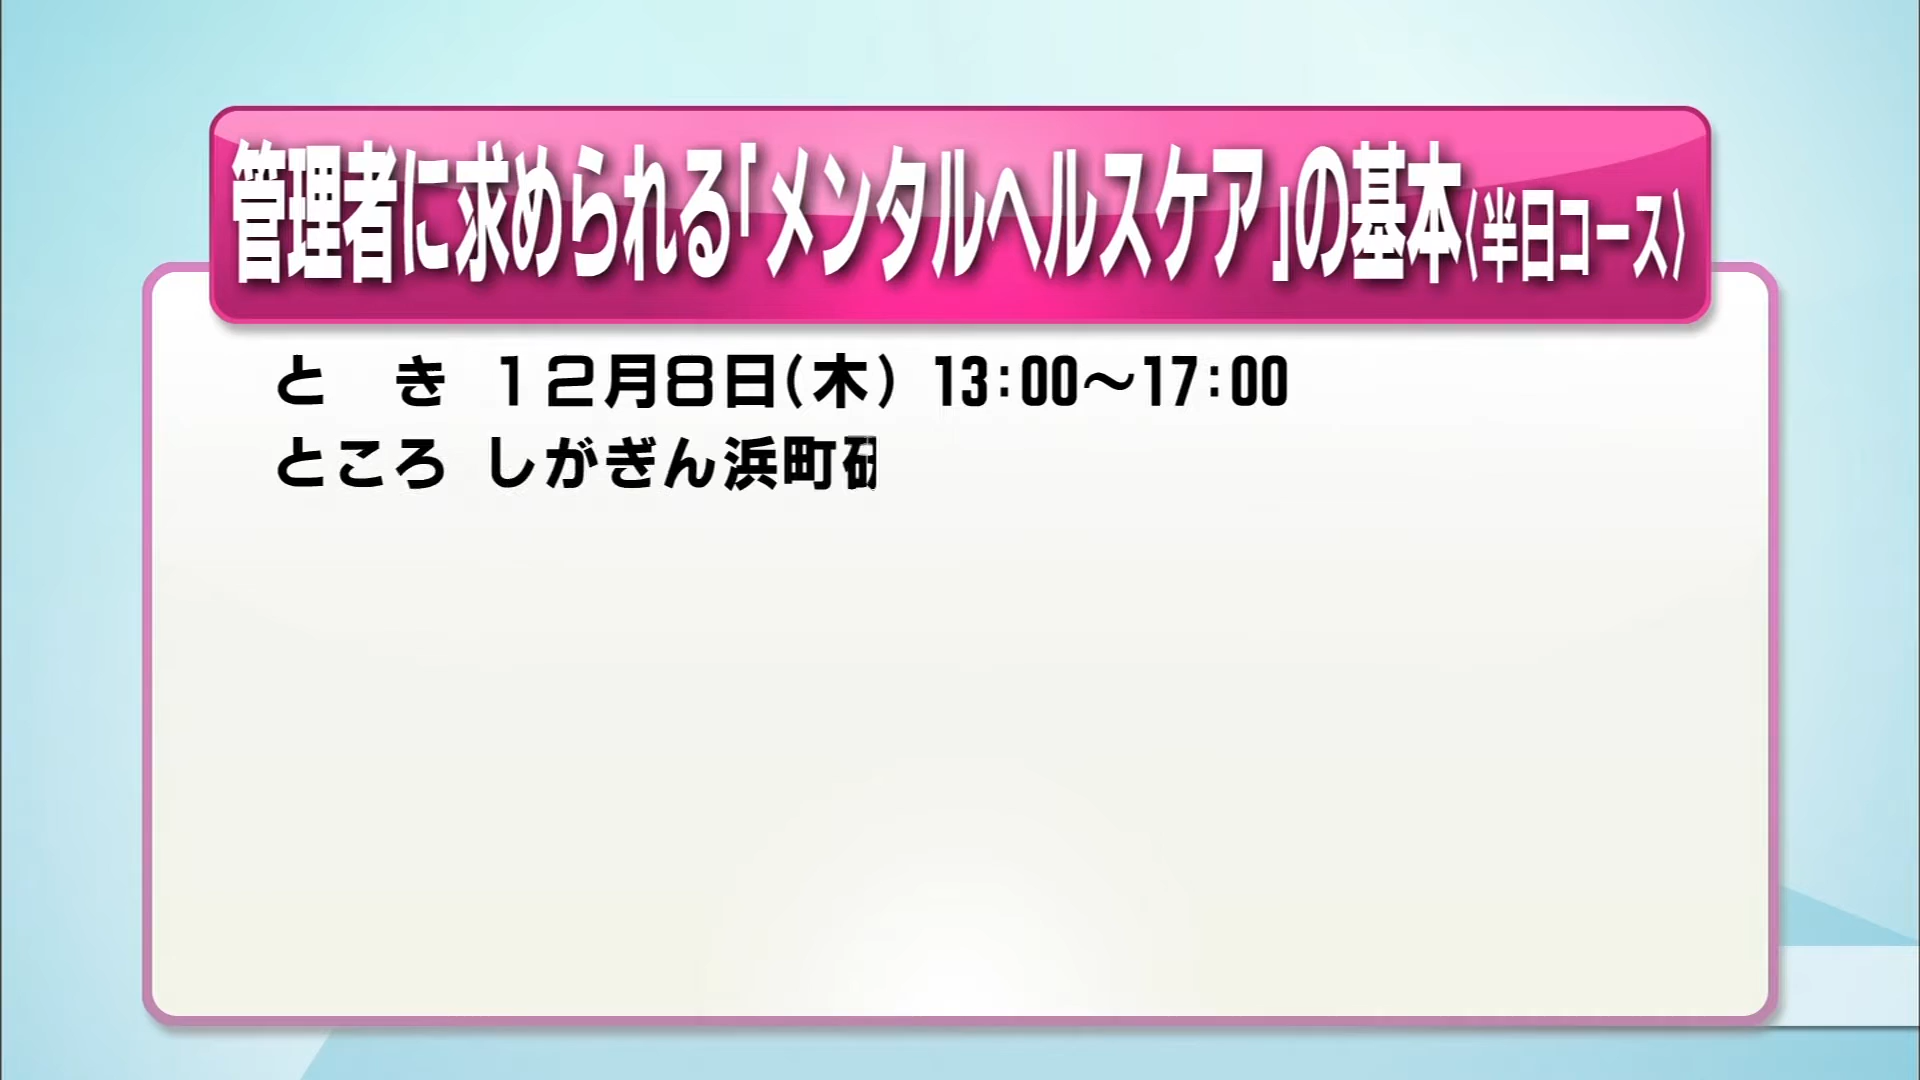 管理者に求められる「メンタルヘルスケア」の基本〈半日コース〉
と　き １２月８日(木) 13:00～17:00
ところ しがぎん浜町